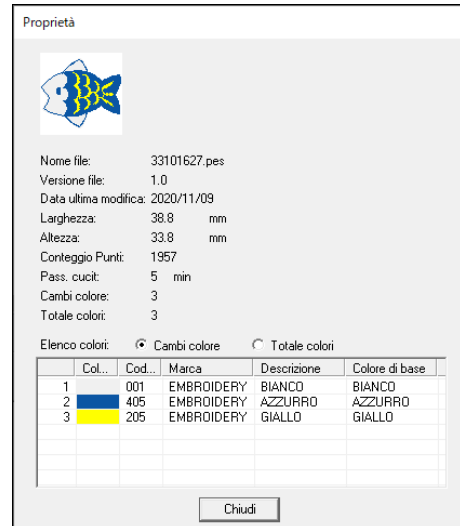 Proprietà
Nome file: 33101627.pes
Versione file: 1.0
Data ultima modifica: 2020/11/09
Larghezza: 38.8 mm
Altezza: 33.8 mm
Conteggio Punti: 1957
Pass. cucit: 5 min
Cambi colore: 3
Totale colori: 3
Elenco colori: Cambi colore Totale colori
Col... Cod... Marca Descrizione Colore di base
1 001 EMBROIDERY BIANCO BIANCO
2 405 EMBROIDERY AZZURRO AZZURRO
3 205 EMBROIDERY GIALLO GIALLO
Chiudi